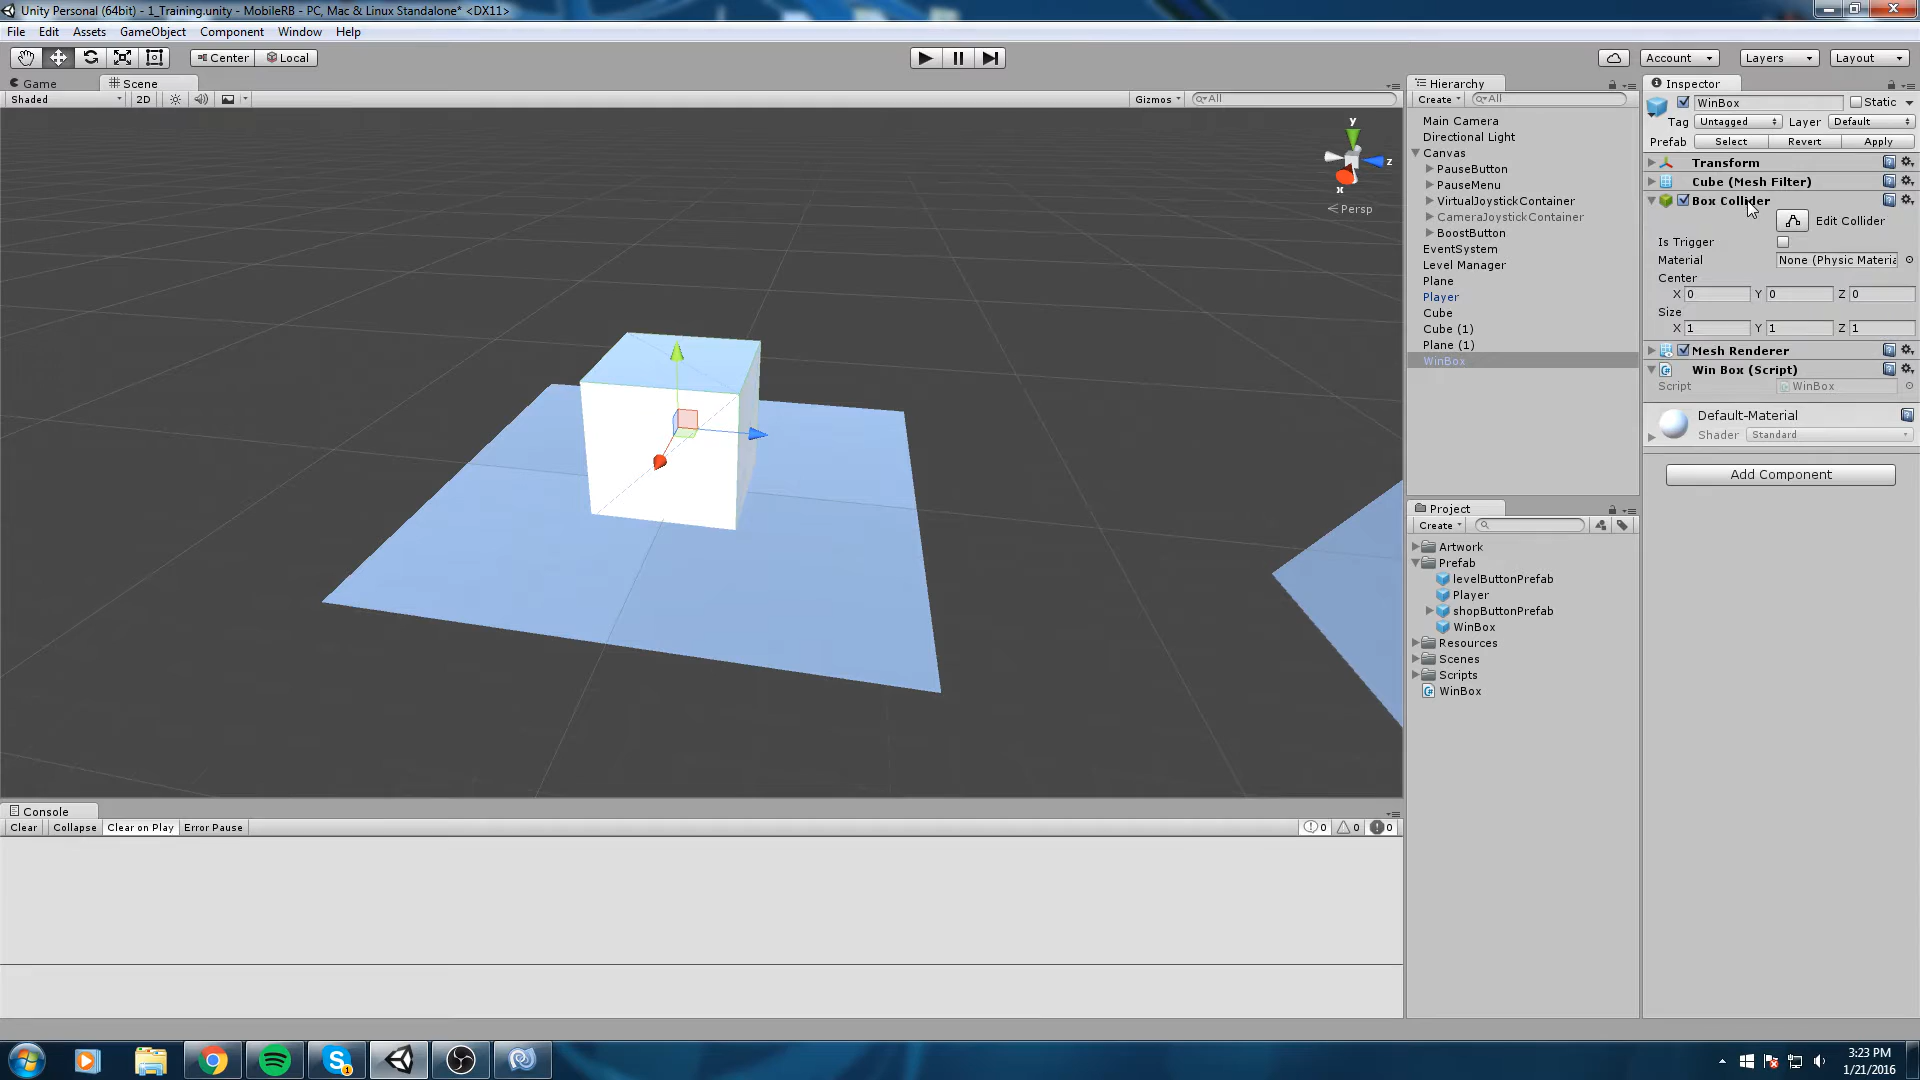 Unity Personal (64bit) - 1_Training.unity - MobileRB - PC, Mac & Linux Standalone* <DX11>
File Edit Assets GameObject Component Window Help
Center Local
Account Layers Layout
Game Scene
Shaded 2D Gizmos All
y
z
x
Persp
Hierarchy
Create All
Main Camera
Directional Light
Canvas
PauseButton
PauseMenu
VirtualJoystickContainer
CameraJoystickContainer
BoostButton
EventSystem
Level Manager
Plane
Player
Cube
Cube (1)
Plane (1)
WinBox
Project
Create
Artwork
Prefab
levelButtonPrefab
Player
shopButtonPrefab
WinBox
Resources
Scenes
Scripts
WinBox
Inspector
WinBox Static
Tag Untagged Layer Default
Prefab Select Revert Apply
Transform
Cube (Mesh Filter)
Box Collider
Edit Collider
Is Trigger
Material None (Physic Materia
Center
X 0 Y 0 Z 0
Size
X 1 Y 1 Z 1
Mesh Renderer
Win Box (Script)
Script WinBox
Default-Material
Shader Standard
Add Component
Console
Clear Collapse Clear on Play Error Pause 0 0 0
3:23 PM
1/21/2016